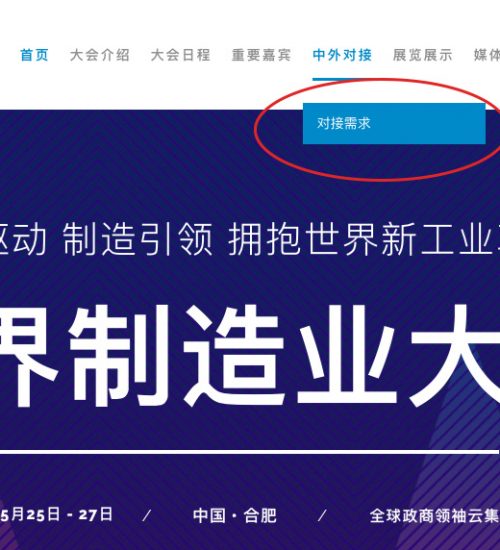 首页 大会介绍 大会日程 重要嘉宾 中外对接 展览展示 媒体
对接需求
驱动 制造引领 拥抱世界新工业
界制造业大
5月25日 - 27日 / 中国·合肥 / 全球政商领袖云集